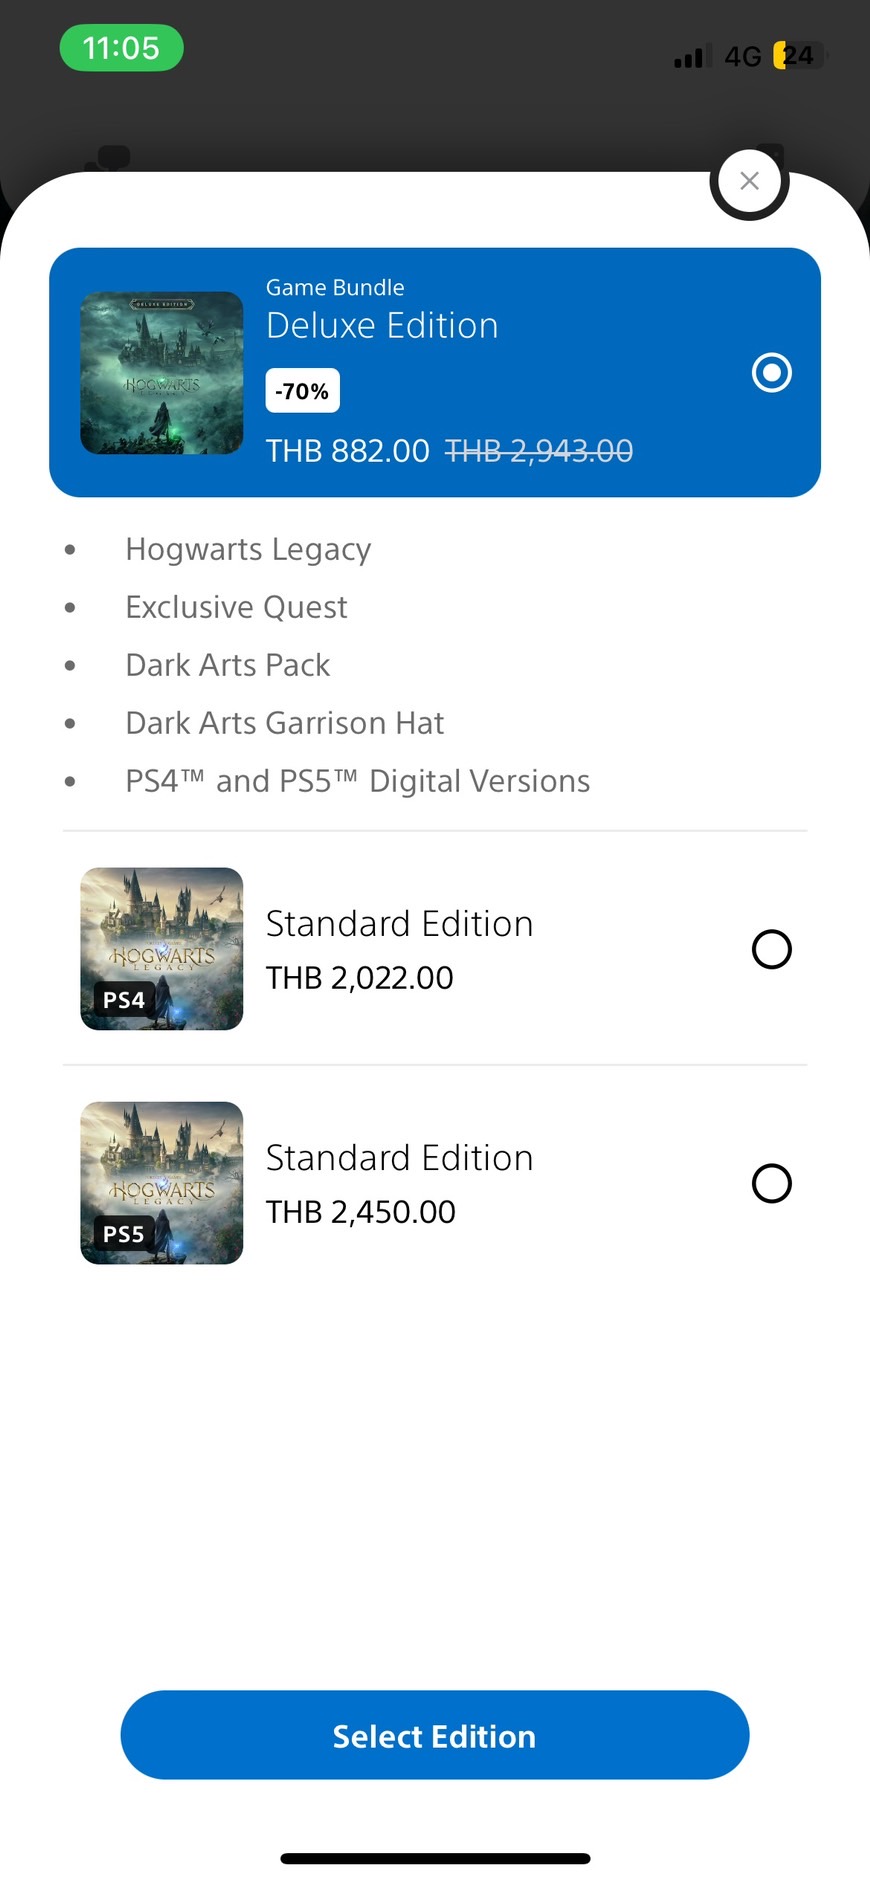 11:05
4G 24
DELUXE EDITION
Game Bundle
Deluxe Edition
HOGWARTS
-70%
THB 882.00 THB 2,943.00
Hogwarts Legacy
Exclusive Quest
Dark Arts Pack
Dark Arts Garrison Hat
PS4™ and PS5™ Digital Versions
Standard Edition
HOGWARTS
LEGACY
THB 2,022.00
PS4
Standard Edition
HOGWARTS
LEGACY
THB 2,450.00
PS5
Select Edition